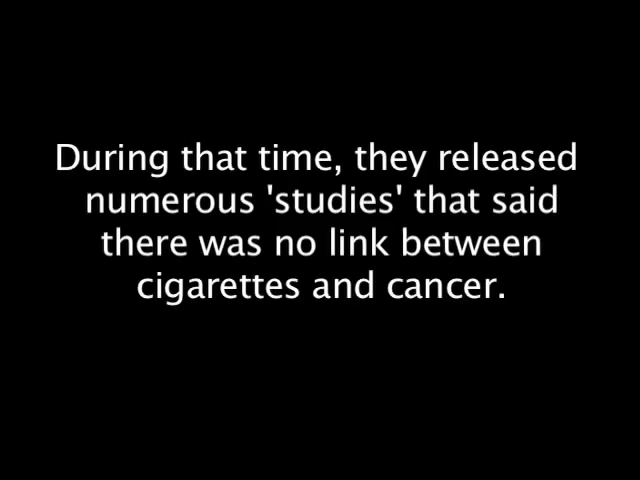 During that time, they released
numerous 'studies' that said
there was no link between
cigarettes and cancer.